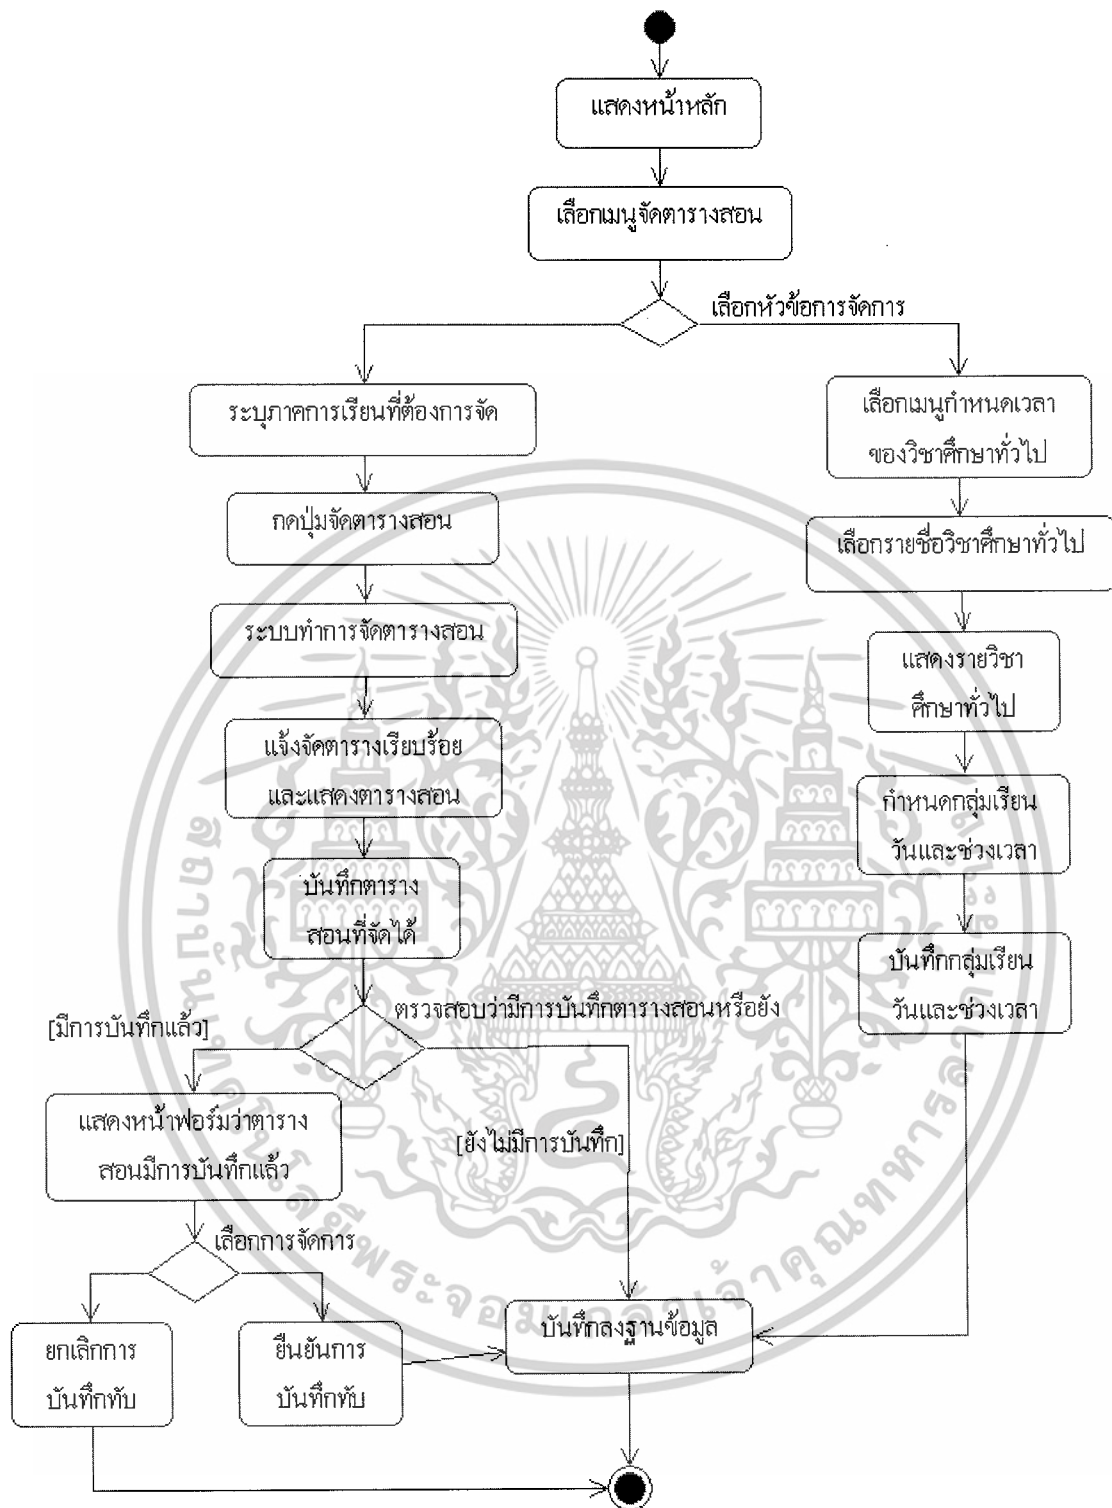 แสดงหน้าหลัก
เลือกเมนูจัดตารางสอน
เลือกหัวข้อการจัดการ
ระบุภาคการเรียนที่ต้องการจัด
กดปุ่มจัดตารางสอน
ระบบทำการจัดตารางสอน
แจ้งจัดตารางเรียบร้อย
และแสดงตารางสอน
บันทึกตาราง
สอนที่จัดได้
ตรวจสอบว่ามีการบันทึกตารางสอนหรือยัง
[มีการบันทึกแล้ว]
แสดงหน้าฟอร์มว่าตาราง
สอนมีการบันทึกแล้ว
[ยังไม่มีการบันทึก]
เลือกการจัดการ
ยกเลิกการ
บันทึกทับ
ยืนยันการ
บันทึกทับ
บันทึกลงฐานข้อมูล
เลือกเมนูกำหนดเวลา
ของวิชาศึกษาทั่วไป
เลือกรายชื่อวิชาศึกษาทั่วไป
แสดงรายวิชา
ศึกษาทั่วไป
กำหนดกลุ่มเรียน
วันและช่วงเวลา
บันทึกกลุ่มเรียน
วันและช่วงเวลา